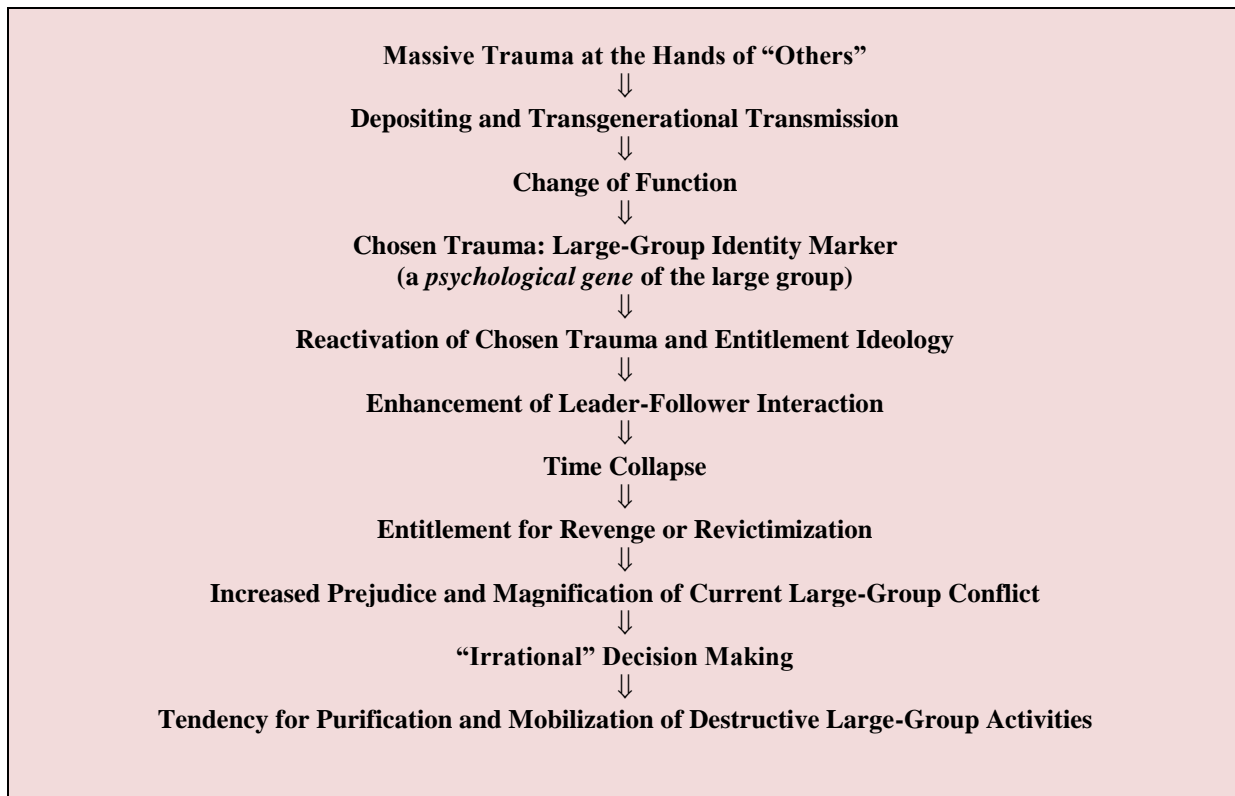 Massive Trauma at the Hands of “Others”
⇓
Depositing and Transgenerational Transmission
⇓
Change of Function
⇓
Chosen Trauma: Large-Group Identity Marker
(a psychological gene of the large group)
⇓
Reactivation of Chosen Trauma and Entitlement Ideology
⇓
Enhancement of Leader-Follower Interaction
⇓
Time Collapse
⇓
Entitlement for Revenge or Revictimization
⇓
Increased Prejudice and Magnification of Current Large-Group Conflict
⇓
“Irrational” Decision Making
⇓
Tendency for Purification and Mobilization of Destructive Large-Group Activities